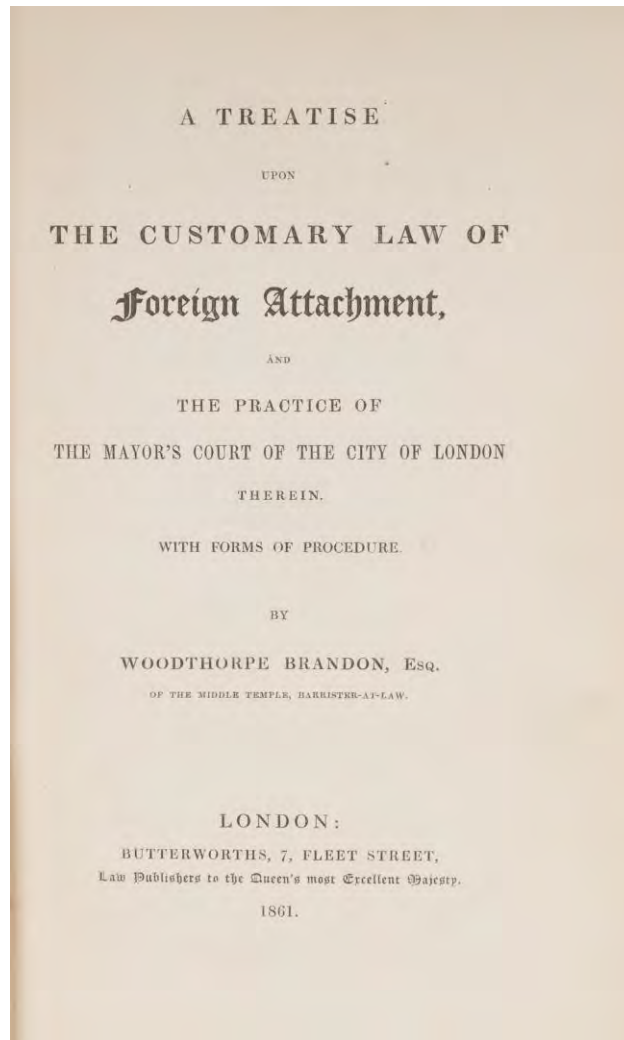 A TREATISE
UPON
THE CUSTOMARY LAW OF
Foreign Attachment,
AND
THE PRACTICE OF
THE MAYOR'S COURT OF THE CITY OF LONDON
THEREIN.
WITH FORMS OF PROCEDURE.
BY
WOODTHORPE BRANDON, ESQ.
OF THE MIDDLE TEMPLE, BARRISTER-AT-LAW.
LONDON:
BUTTERWORTHS, 7, FLEET STREET,
Law Publishers to the Queen's most Excellent Majesty.
1861.